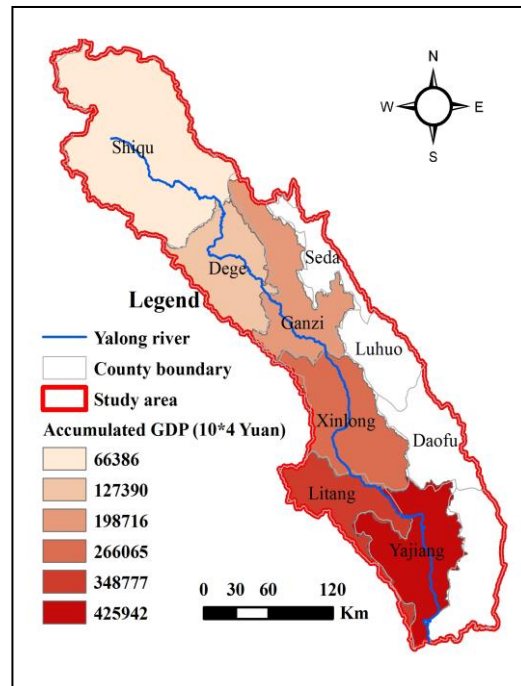 N
W E
S
Shiqu
Seda
Dege
Legend
Ganzi
Yalong river
Luhuo
County boundary
Study area
Xinlong
Daofu
Accumulated GDP (10*4 Yuan)
66386
Litang
127390
198716
Yajiang
266065
348777
0 30 60 120
425942
Km